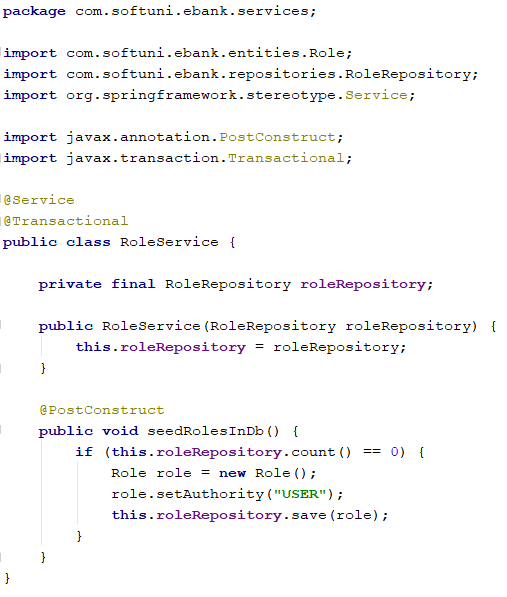 package com.softuni.ebank.services;
import com.softuni.ebank.entities.Role;
import com.softuni.ebank.repositories.RoleRepository;
import org.springframework.stereotype.Service;
import javax.annotation.PostConstruct;
import javax.transaction.Transactional;
@Service
@Transactional
public class RoleService {
    private final RoleRepository roleRepository;
    public RoleService(RoleRepository roleRepository) {
        this.roleRepository = roleRepository;
    }
    @PostConstruct
    public void seedRolesInDb() {
        if (this.roleRepository.count() == 0) {
            Role role = new Role();
            role.setAuthority("USER");
            this.roleRepository.save(role);
        }
    }
}